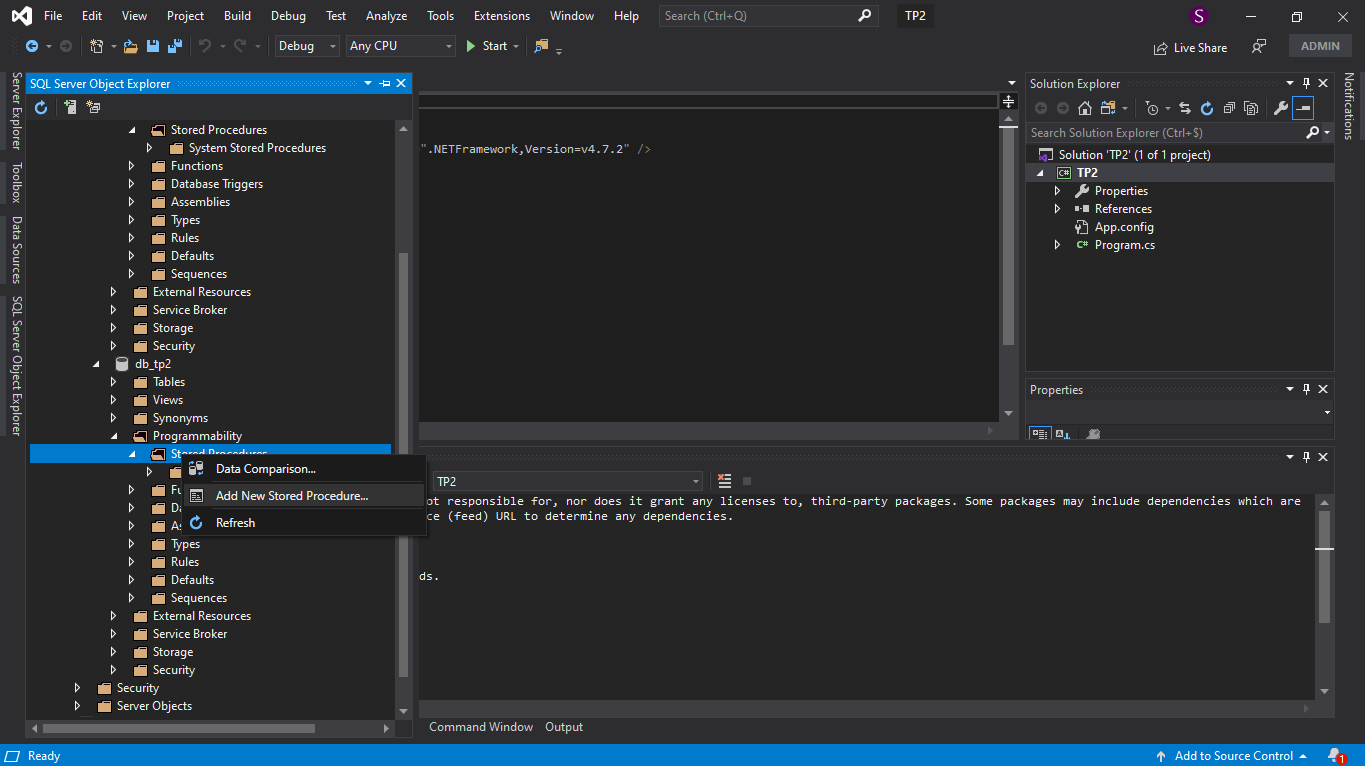 File Edit View Project Build Debug Test Analyze Tools Extensions Window Help Search (Ctrl+Q) TP2 S
Debug Any CPU Start Live Share ADMIN
Server Explorer
Toolbox
Data Sources
SQL Server Object Explorer
SQL Server Object Explorer
Stored Procedures
System Stored Procedures
Functions
Database Triggers
Assemblies
Types
Rules
Defaults
Sequences
External Resources
Service Broker
Storage
Security
db_tp2
Tables
Views
Synonyms
Programmability
Stored Procedures
Data Comparison...
Add New Stored Procedure...
Refresh
Types
Rules
Defaults
Sequences
External Resources
Service Broker
Storage
Security
Security
Server Objects
".NETFramework,Version=v4.7.2" />
TP2
ot responsible for, nor does it grant any licenses to, third-party packages. Some packages may include dependencies which are
ce (feed) URL to determine any dependencies.
ds.
Command Window Output
Solution Explorer
Search Solution Explorer (Ctrl+$)
Solution 'TP2' (1 of 1 project)
C# TP2
Properties
References
App.config
C# Program.cs
Properties
Notifications
Ready Add to Source Control 1